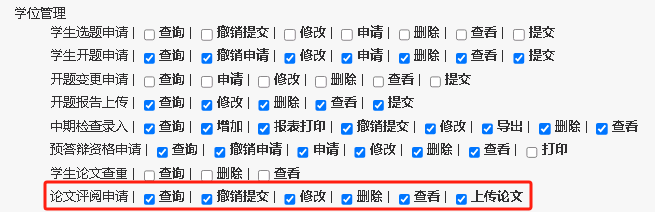 学位管理
学生选题申请 | 查询 | 撤销提交 | 修改 | 申请 | 删除 | 查看 | 提交
学生开题申请 | 查询 | 撤销申请 | 修改 | 申请 | 删除 | 查看 | 提交
开题变更申请 | 查询 | 申请 | 修改 | 删除 | 查看 | 提交
开题报告上传 | 查询 | 修改 | 删除 | 查看 | 提交
中期检查录入 | 查询 | 增加 | 报表打印 | 撤销提交 | 修改 | 导出 | 删除 | 查看
预答辩资格申请 | 查询 | 撤销申请 | 申请 | 修改 | 删除 | 查看 | 打印
学生论文查重 | 查询 | 删除 | 查看
论文评阅申请 | 查询 | 撤销提交 | 修改 | 删除 | 查看 | 上传论文